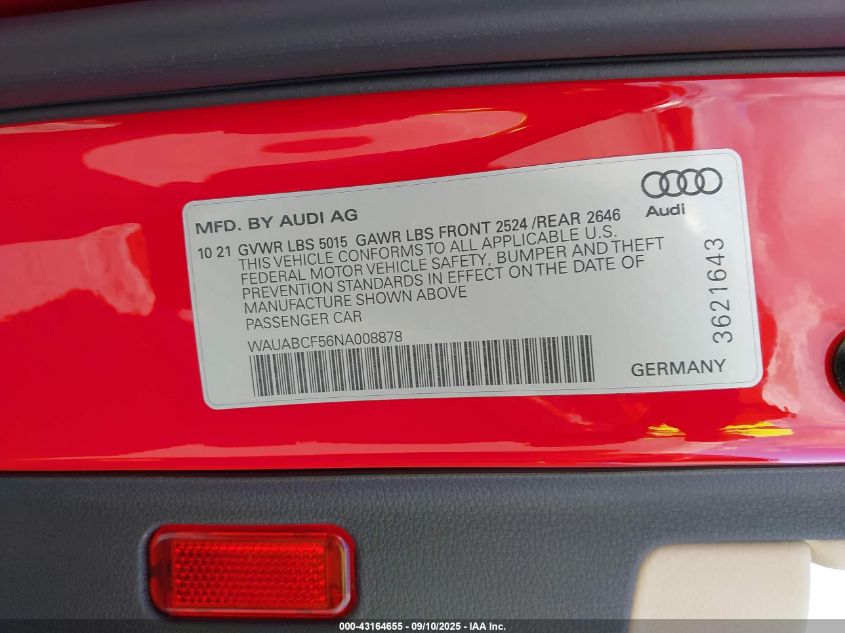 MFD. BY AUDI AG
Audi
10 21 GVWR LBS 5015 GAWR LBS FRONT 2524 /REAR 2646
THIS VEHICLE CONFORMS TO ALL APPLICABLE U.S.
FEDERAL MOTOR VEHICLE SAFETY, BUMPER AND THEFT
PREVENTION STANDARDS IN EFFECT ON THE DATE OF
MANUFACTURE SHOWN ABOVE
PASSENGER CAR
WAUABCF56NA008878
3621643
GERMANY
000-43164655 - 09/10/2025 - IAA Inc.